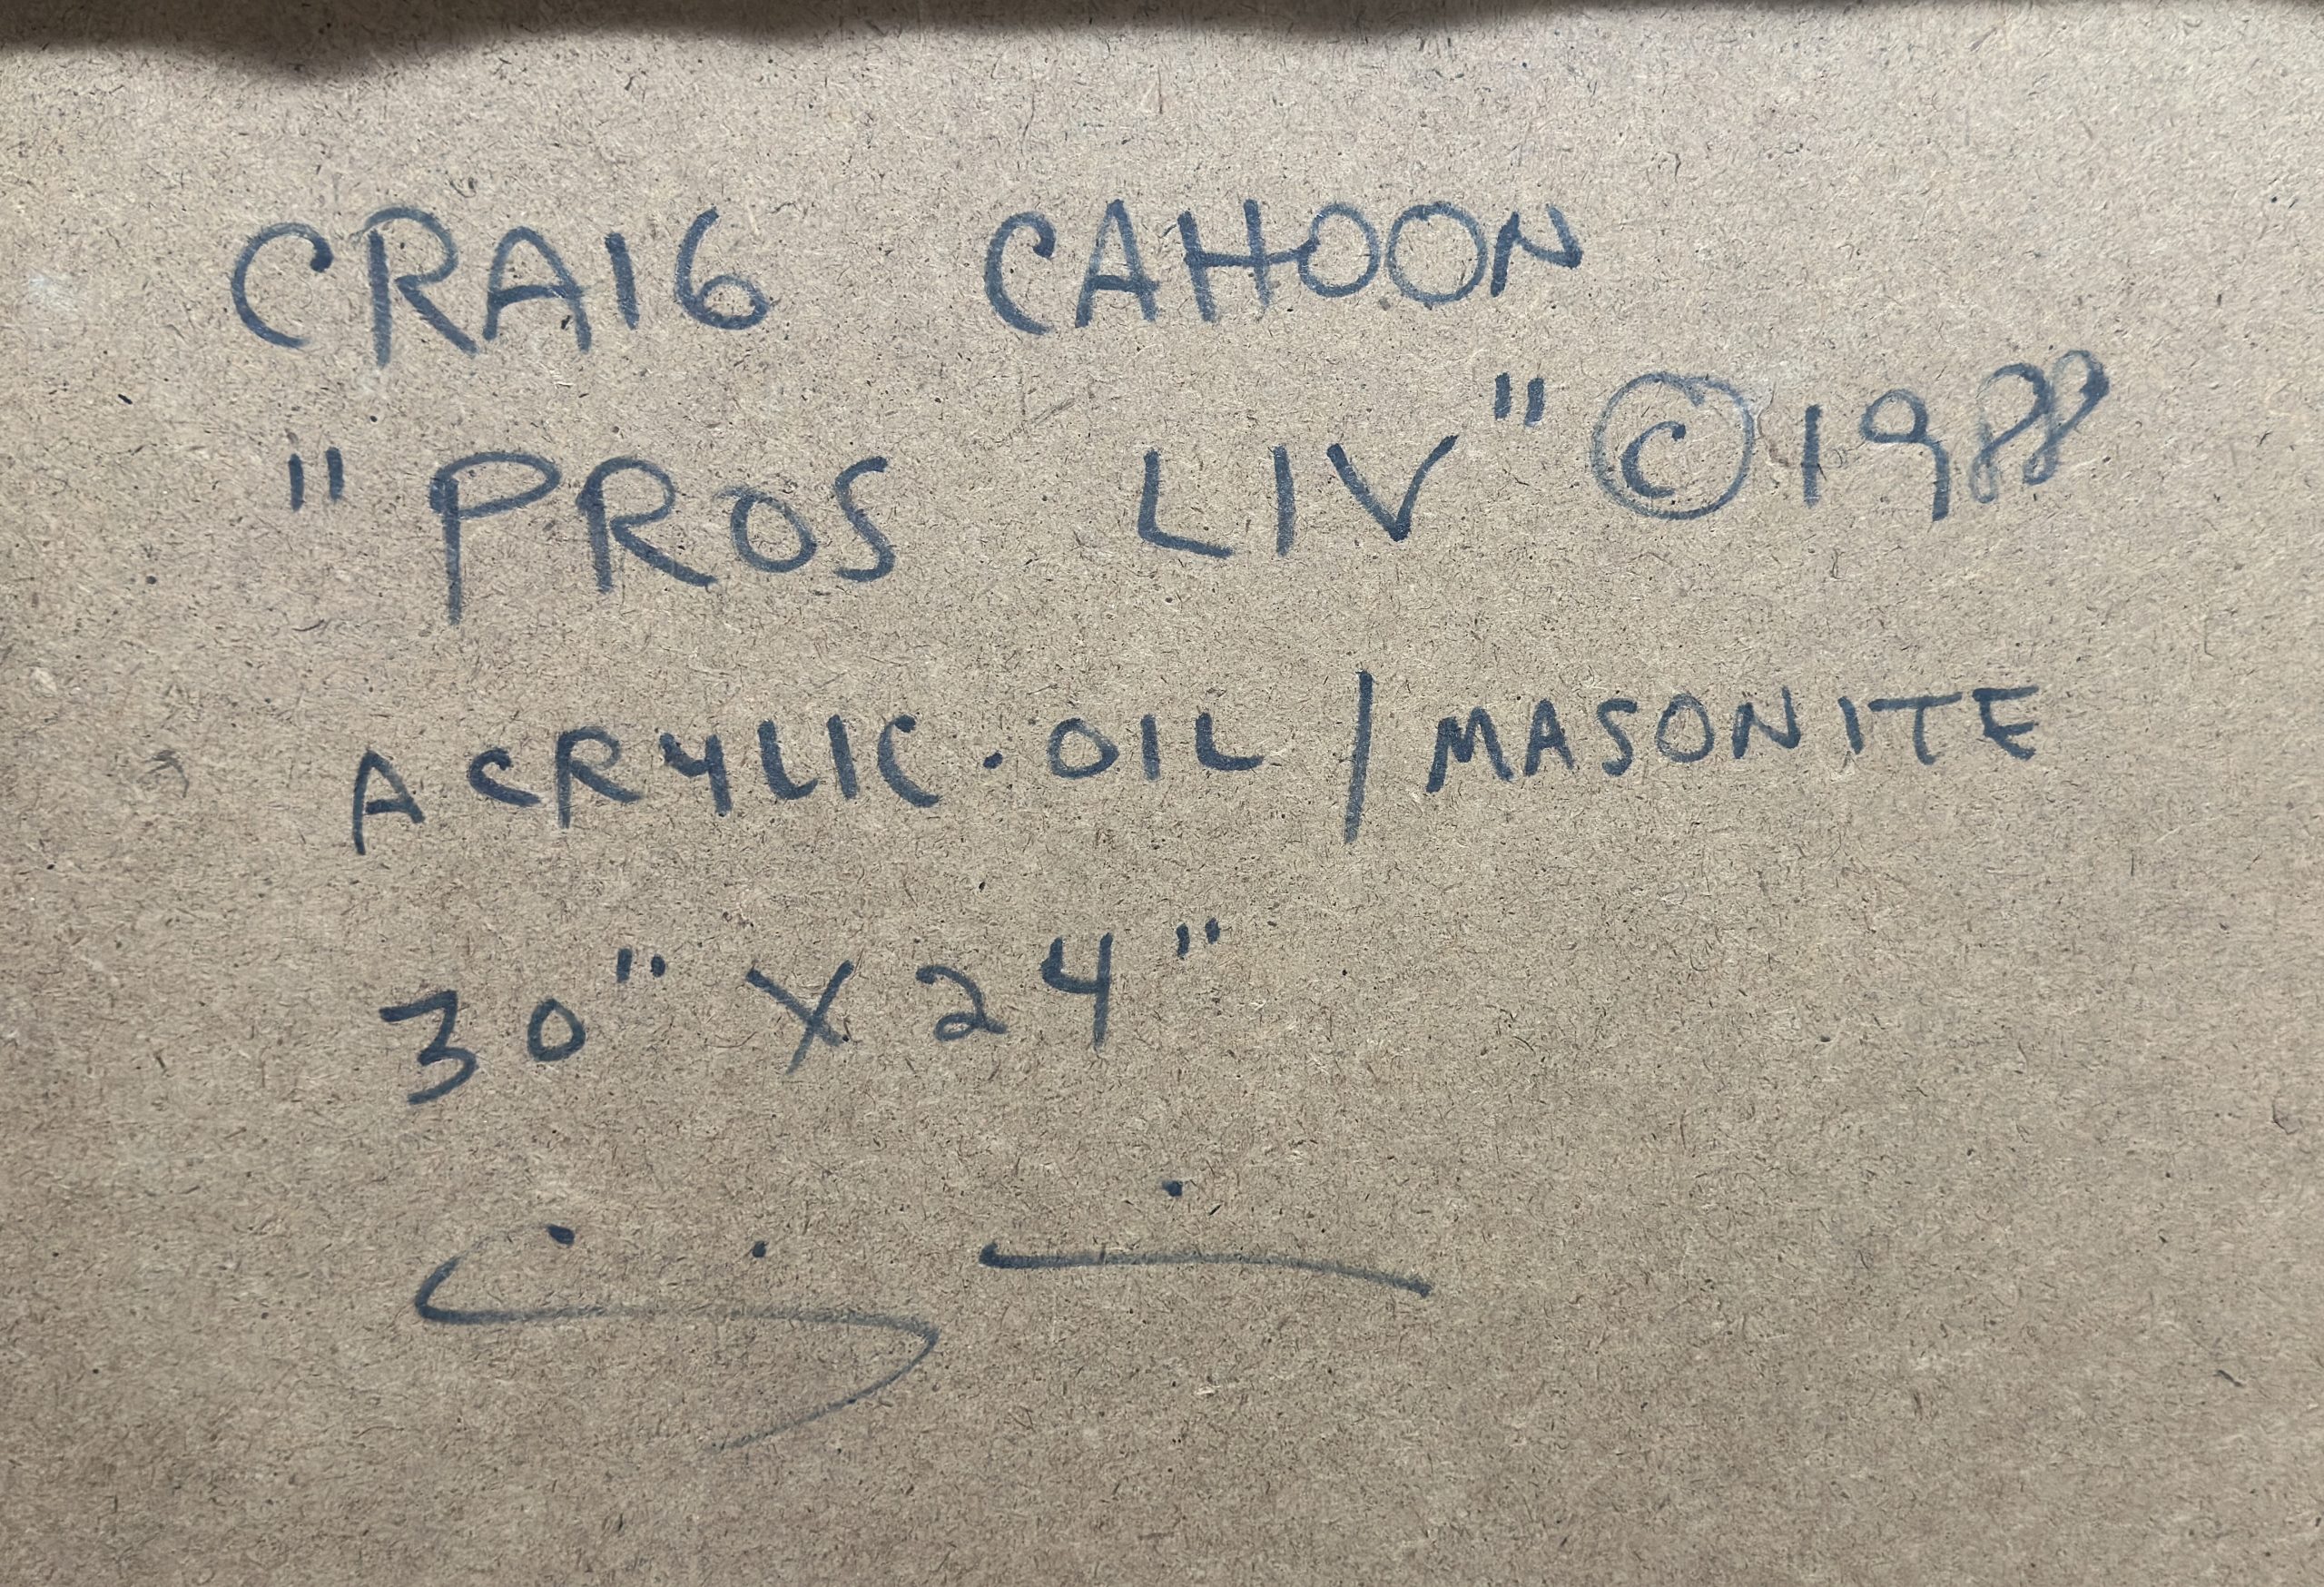 CRAIG CAHOON
"PROS LIV" © 1988
ACRYLIC·OIL/MASONITE
30" X 24"